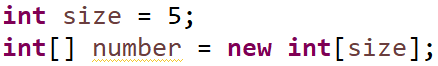 int size = 5;
int[] number = new int[size];